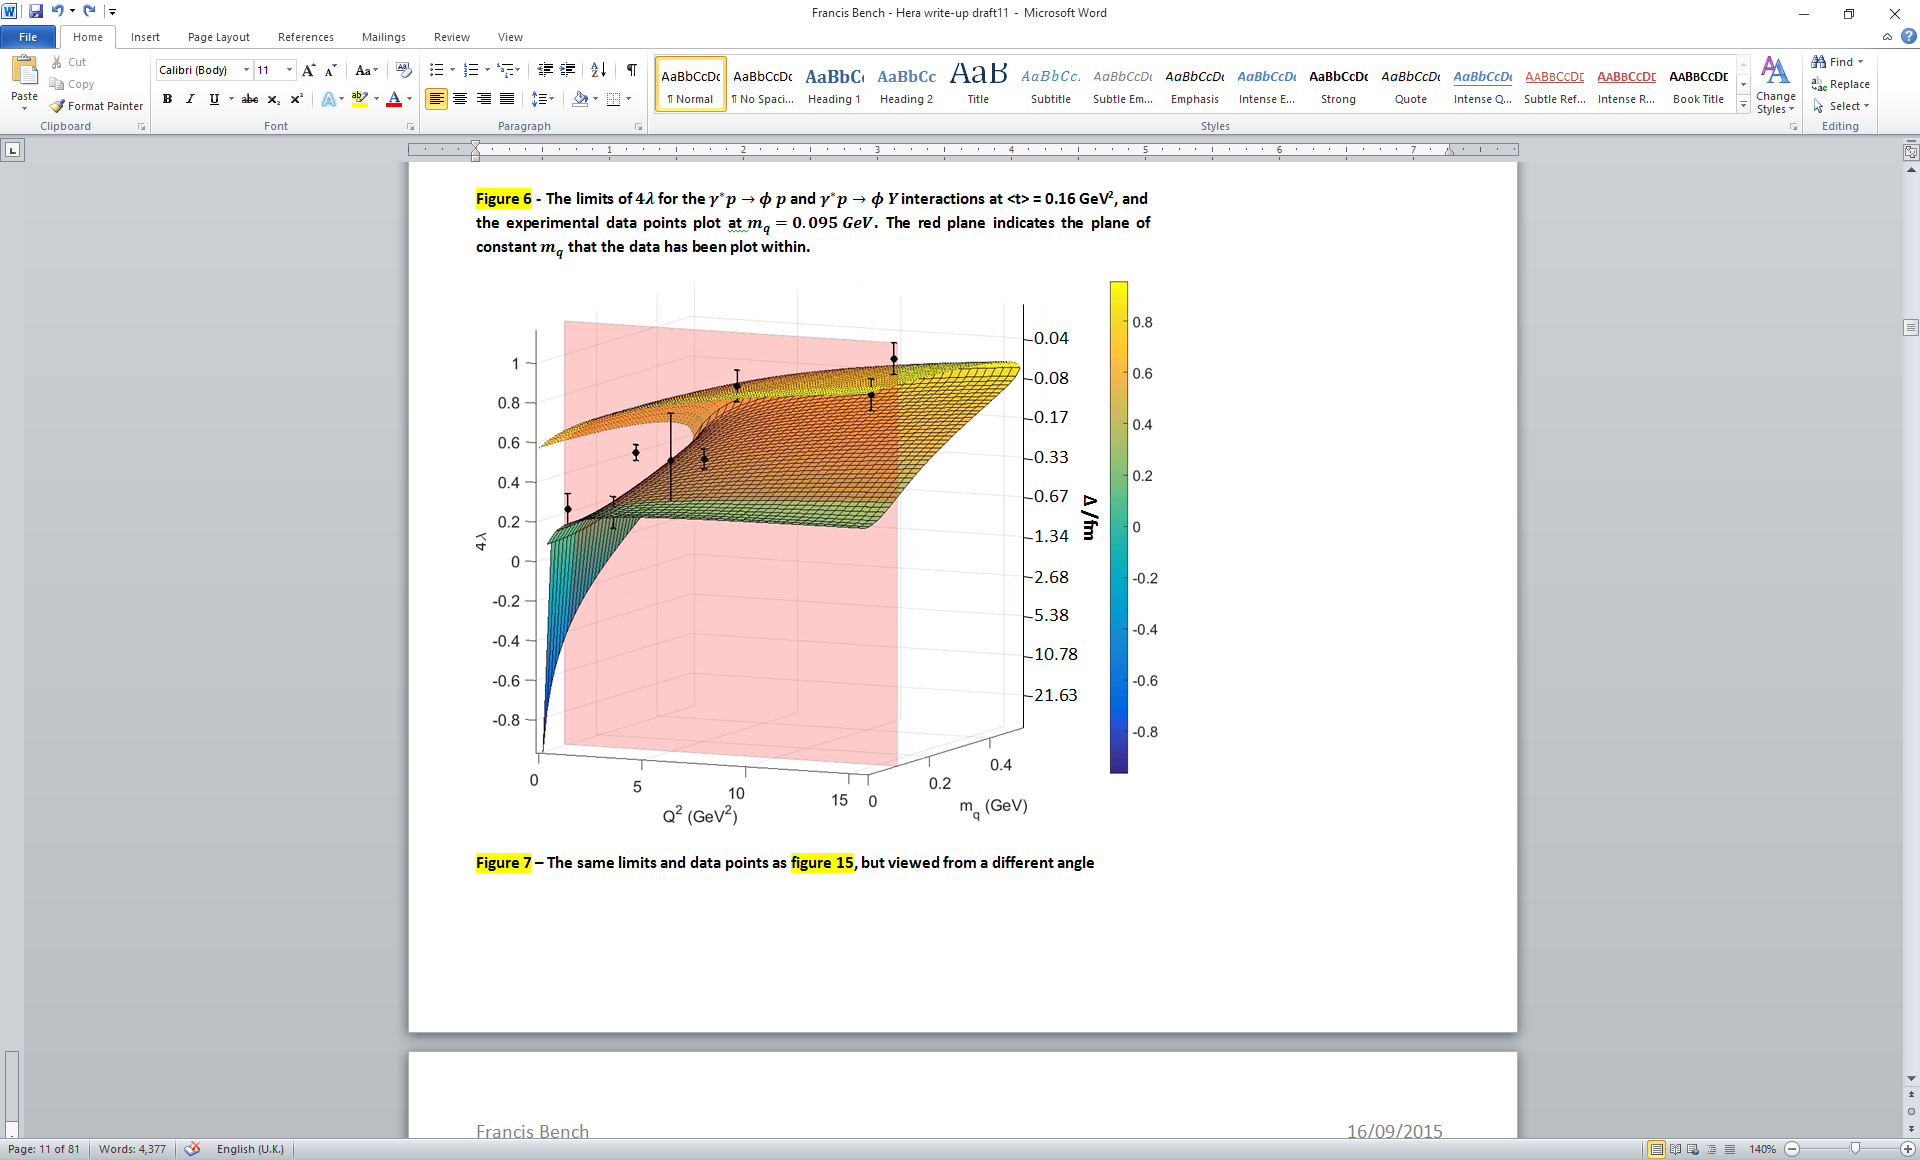 Francis Bench - Hera write-up draft11 - Microsoft Word
File Home Insert Page Layout References Mailings Review View
Paste Cut Copy Format Painter
Calibri (Body) 11
AaBbCcDc AaBbCcDc AaBbC AaBbCc AaB AaBbCc. AaBbCcDc AaBbCcDc AaBbCcDc AaBbCcDc AaBbCcDc AaBbCcDc AABBCCDE AABBCCDE AABBCCDE
¶ Normal ¶ No Spaci... Heading 1 Heading 2 Title Subtitle Subtle Em... Emphasis Intense E... Strong Quote Intense Q... Subtle Ref... Intense R... Book Title
Change Styles
Find
Replace
Select
Clipboard Font Paragraph Styles Editing
1 2 3 4 5 6 7
Figure 6 - The limits of 4λ for the γ*p → ϕ p and γ*p → ϕ Y interactions at <t> = 0.16 GeV², and
the experimental data points plot at m_q = 0.095 GeV. The red plane indicates the plane of
constant m_q that the data has been plot within.
1
0.8
0.6
0.4
0.2
0
-0.2
-0.4
-0.6
-0.8
4λ
0 5 10 15
Q² (GeV²)
0 0.2 0.4
m_q (GeV)
0.04
0.08
0.17
0.33
0.67
1.34
2.68
5.38
10.78
21.63
Δ /fm
0.8
0.6
0.4
0.2
0
-0.2
-0.4
-0.6
-0.8
Figure 7 – The same limits and data points as figure 15, but viewed from a different angle
Francis Bench 16/09/2015
Page: 11 of 81 Words: 4,377 English (U.K.) 140%